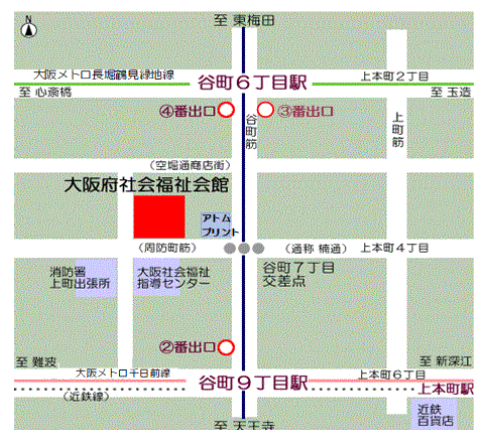 N
至 東梅田
大阪メトロ長堀鶴見緑地線
谷町6丁目駅
上本町2丁目
至 心斎橋
至 玉造
④番出口
③番出口
谷町筋
上町筋
(空堀通商店街)
大阪府社会福祉会館
アトム
プリント
(周防町筋)
(通称 楠通)
上本町4丁目
消防署
上町出張所
大阪社会福祉
指導センター
谷町7丁目
交差点
②番出口
至 難波
至 新深江
大阪メトロ千日前線
谷町9丁目駅
上本町6丁目
上本町駅
(近鉄線)
近鉄
百貨店
至 天王寺